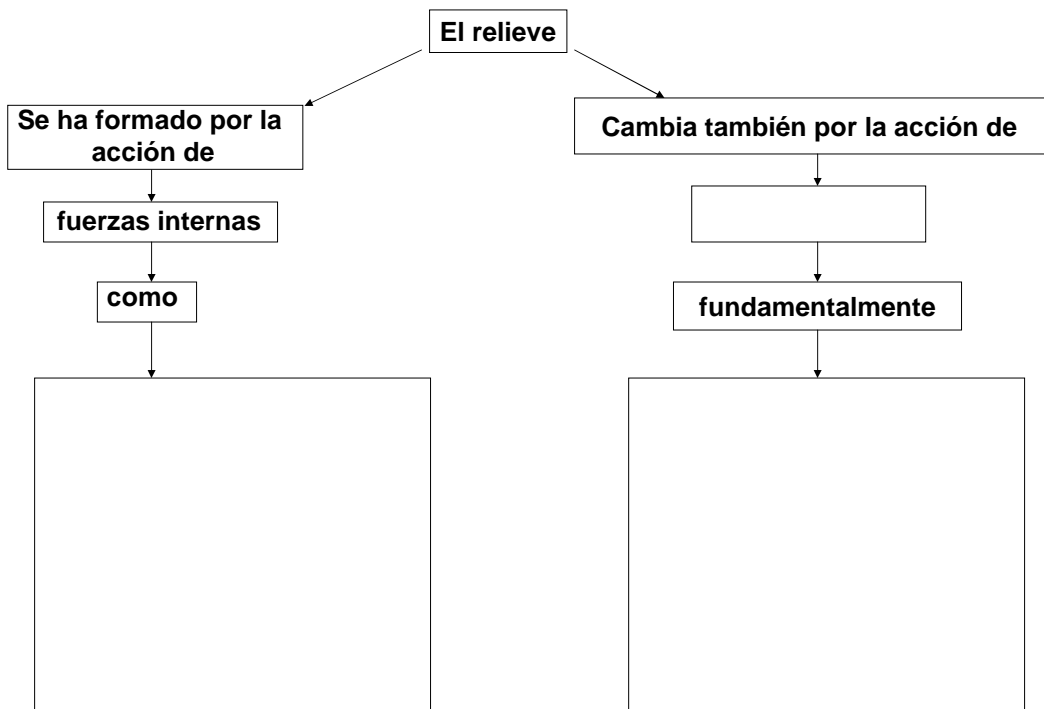 El relieve
Se ha formado por la
acción de
Cambia también por la acción de
fuerzas internas
como
fundamentalmente